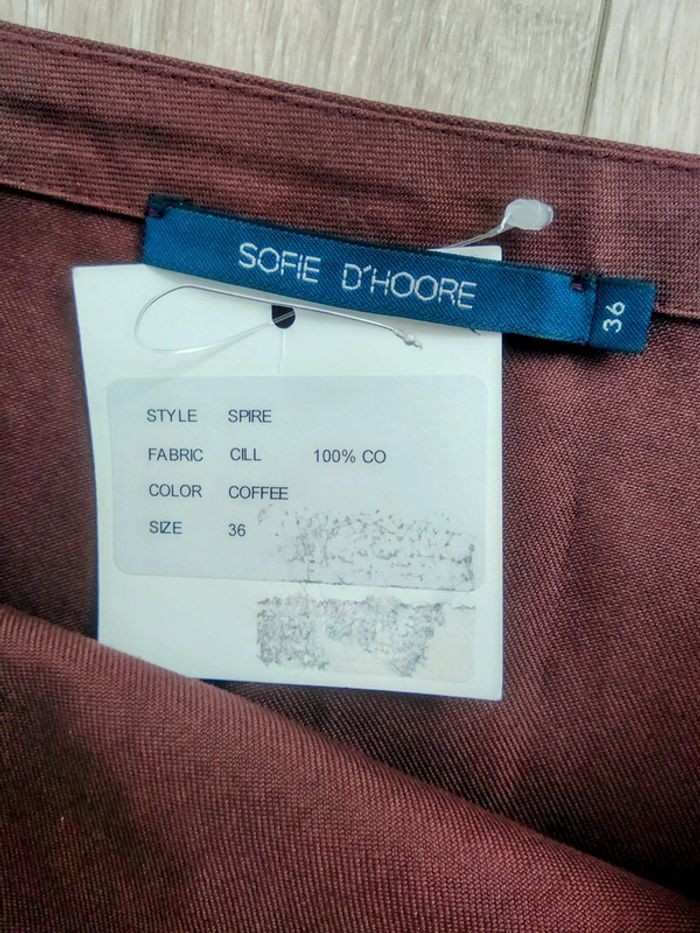 SOFIE D'HOORE
36
STYLE SPIRE
FABRIC CILL 100% CO
COLOR COFFEE
SIZE 36